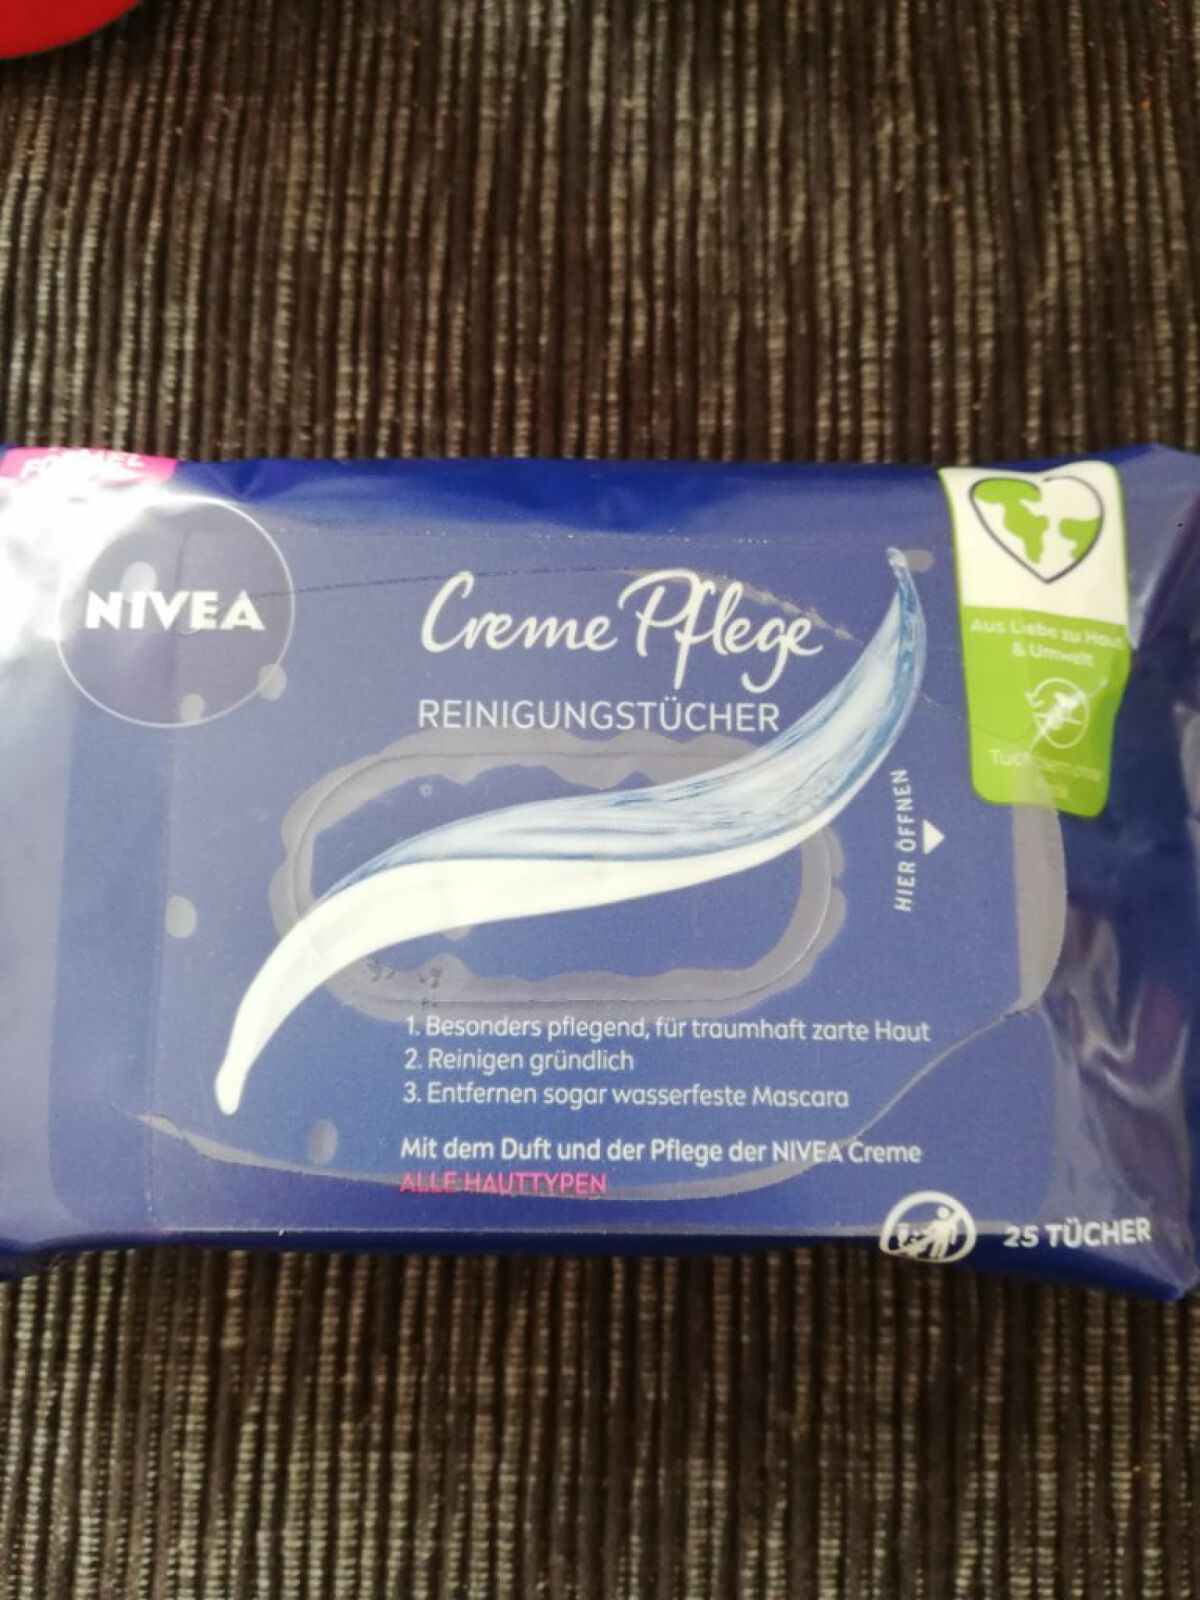 NIVEA
Creme Pflege
REINIGUNGSTÜCHER
Aus Liebe zu Haut
& Umwelt
HIER ÖFFNEN
1. Besonders pflegend, für traumhaft zarte Haut
2. Reinigen gründlich
3. Entfernen sogar wasserfeste Mascara
Mit dem Duft und der Pflege der NIVEA Creme
ALLE HAUTTYPEN
25 TÜCHER